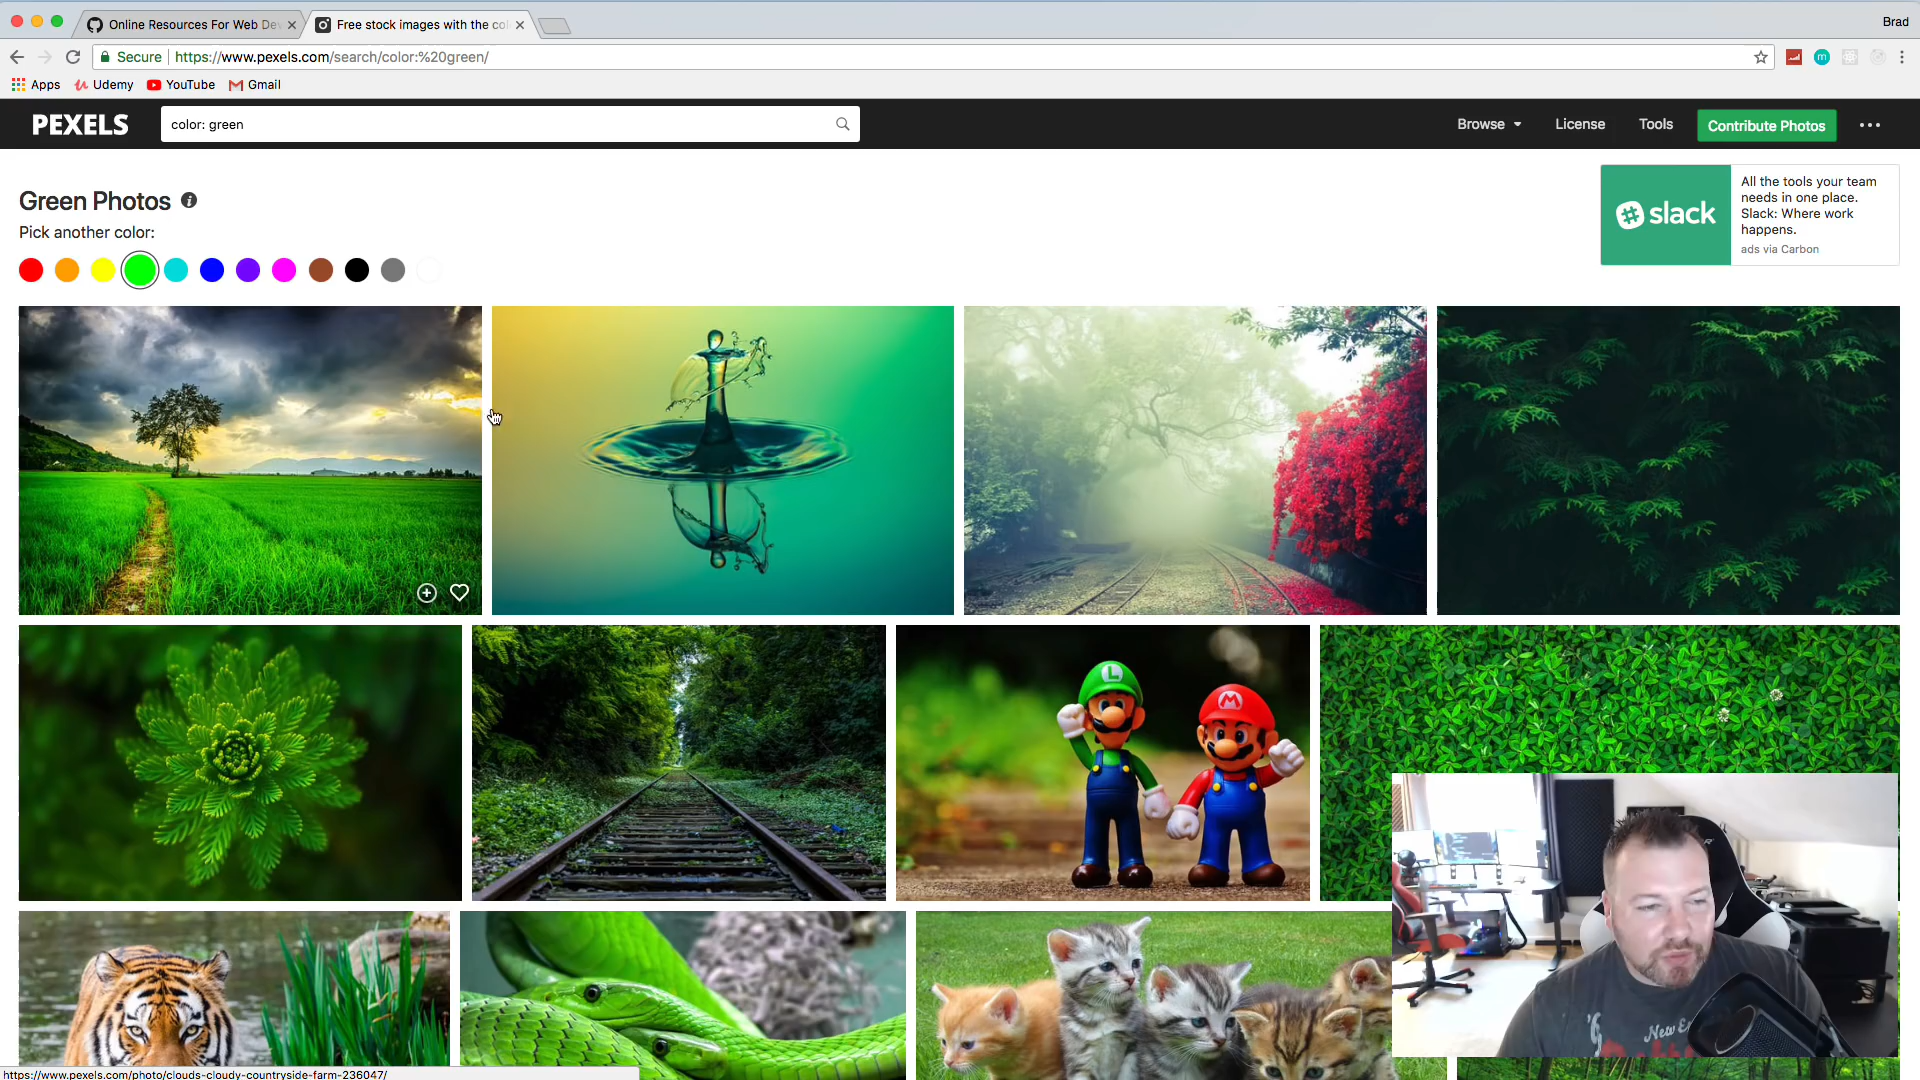 Online Resources For Web De
Free stock images with the co
Brad
Secure
https://www.pexels.com/search/color:%20green/
Apps
Udemy
YouTube
Gmail
PEXELS
color: green
Browse
License
Tools
Contribute Photos
Green Photos
Pick another color:
slack
All the tools your team
needs in one place.
Slack: Where work
happens.
ads via Carbon
L
M
New E
https://www.pexels.com/photo/clouds-cloudy-countryside-farm-236047/